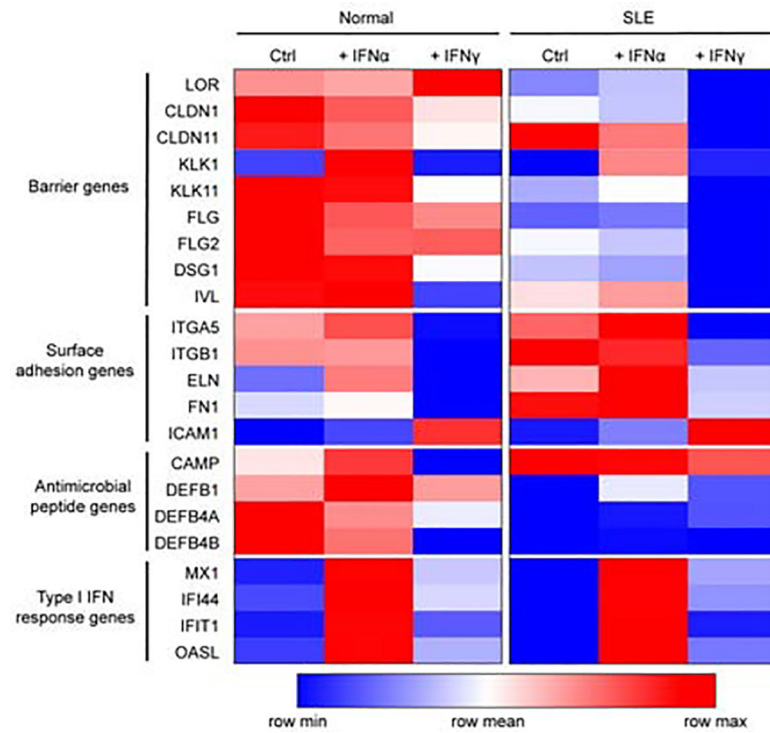 Normal SLE
Ctrl + IFNα + IFNγ Ctrl + IFNα + IFNγ
Barrier genes
LOR
CLDN1
CLDN11
KLK1
KLK11
FLG
FLG2
DSG1
IVL
Surface
adhesion genes
ITGA5
ITGB1
ELN
FN1
ICAM1
Antimicrobial
peptide genes
CAMP
DEFB1
DEFB4A
DEFB4B
Type I IFN
response genes
MX1
IFI44
IFIT1
OASL
row min row mean row max